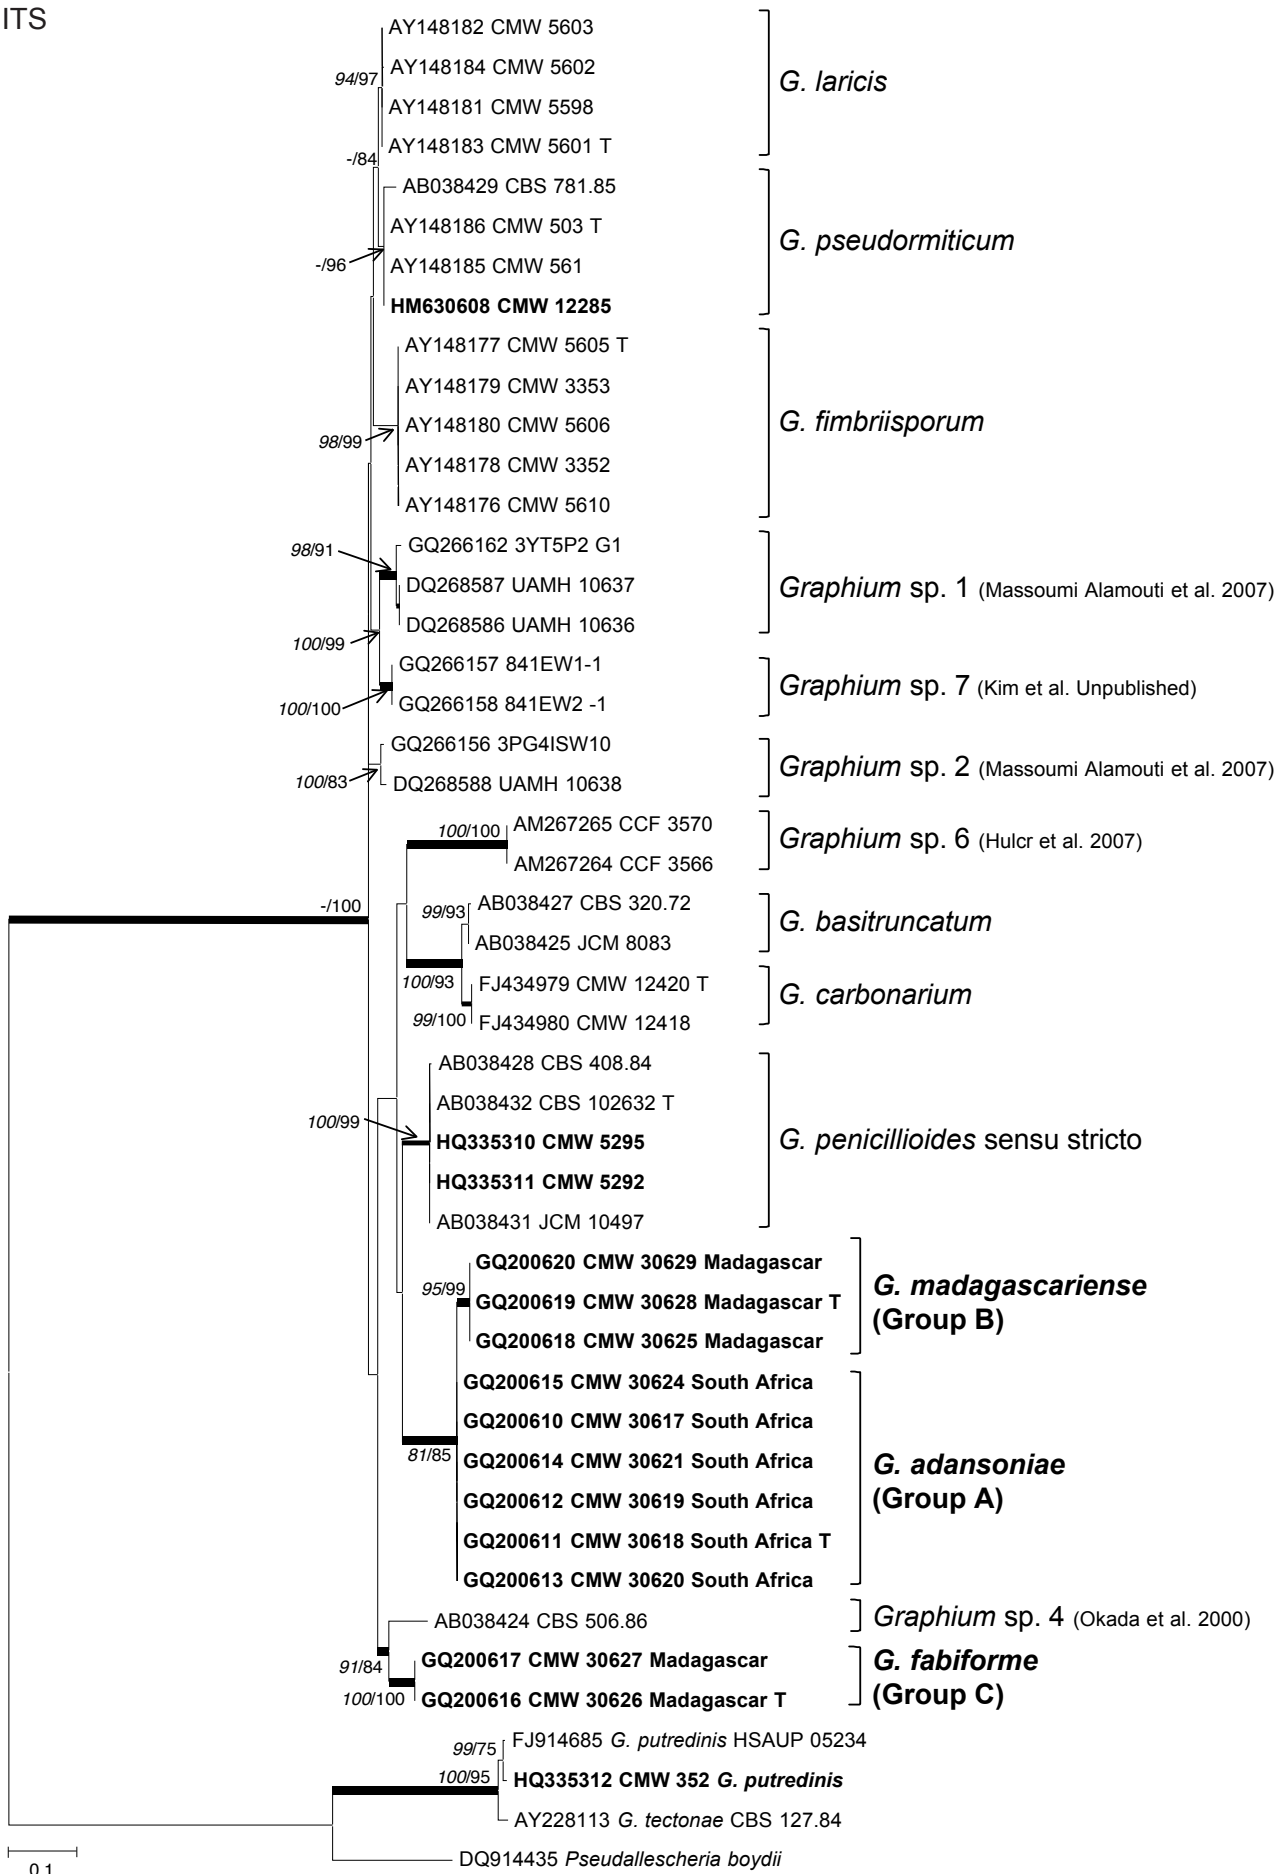 ITS
AY148182 CMW 5603
AY148184 CMW 5602
94/97
G. laricis
AY148181 CMW 5598
AY148183 CMW 5601 T
-/84
AB038429 CBS 781.85
AY148186 CMW 503 T
G. pseudormiticum
-/96
AY148185 CMW 561
HM630608 CMW 12285
AY148177 CMW 5605 T
AY148179 CMW 3353
AY148180 CMW 5606
G. fimbriisporum
98/99
AY148178 CMW 3352
AY148176 CMW 5610
98/91
GQ266162 3YT5P2 G1
DQ268587 UAMH 10637
Graphium sp. 1 (Massoumi Alamouti et al. 2007)
DQ268586 UAMH 10636
100/99
GQ266157 841EW1-1
Graphium sp. 7 (Kim et al. Unpublished)
100/100
GQ266158 841EW2 -1
GQ266156 3PG4ISW10
Graphium sp. 2 (Massoumi Alamouti et al. 2007)
100/83
DQ268588 UAMH 10638
100/100
AM267265 CCF 3570
Graphium sp. 6 (Hulcr et al. 2007)
AM267264 CCF 3566
-/100
99/93
AB038427 CBS 320.72
G. basitruncatum
AB038425 JCM 8083
100/93
FJ434979 CMW 12420 T
G. carbonarium
99/100
FJ434980 CMW 12418
AB038428 CBS 408.84
AB038432 CBS 102632 T
100/99
HQ335310 CMW 5295
G. penicillioides sensu stricto
HQ335311 CMW 5292
AB038431 JCM 10497
GQ200620 CMW 30629 Madagascar
95/99
GQ200619 CMW 30628 Madagascar T
G. madagascariense
(Group B)
GQ200618 CMW 30625 Madagascar
GQ200615 CMW 30624 South Africa
GQ200610 CMW 30617 South Africa
81/85
GQ200614 CMW 30621 South Africa
G. adansoniae
(Group A)
GQ200612 CMW 30619 South Africa
GQ200611 CMW 30618 South Africa T
GQ200613 CMW 30620 South Africa
AB038424 CBS 506.86
Graphium sp. 4 (Okada et al. 2000)
91/84
GQ200617 CMW 30627 Madagascar
G. fabiforme
(Group C)
100/100
GQ200616 CMW 30626 Madagascar T
99/75
FJ914685 G. putredinis HSAUP 05234
100/95
HQ335312 CMW 352 G. putredinis
AY228113 G. tectonae CBS 127.84
DQ914435 Pseudallescheria boydii
0.1